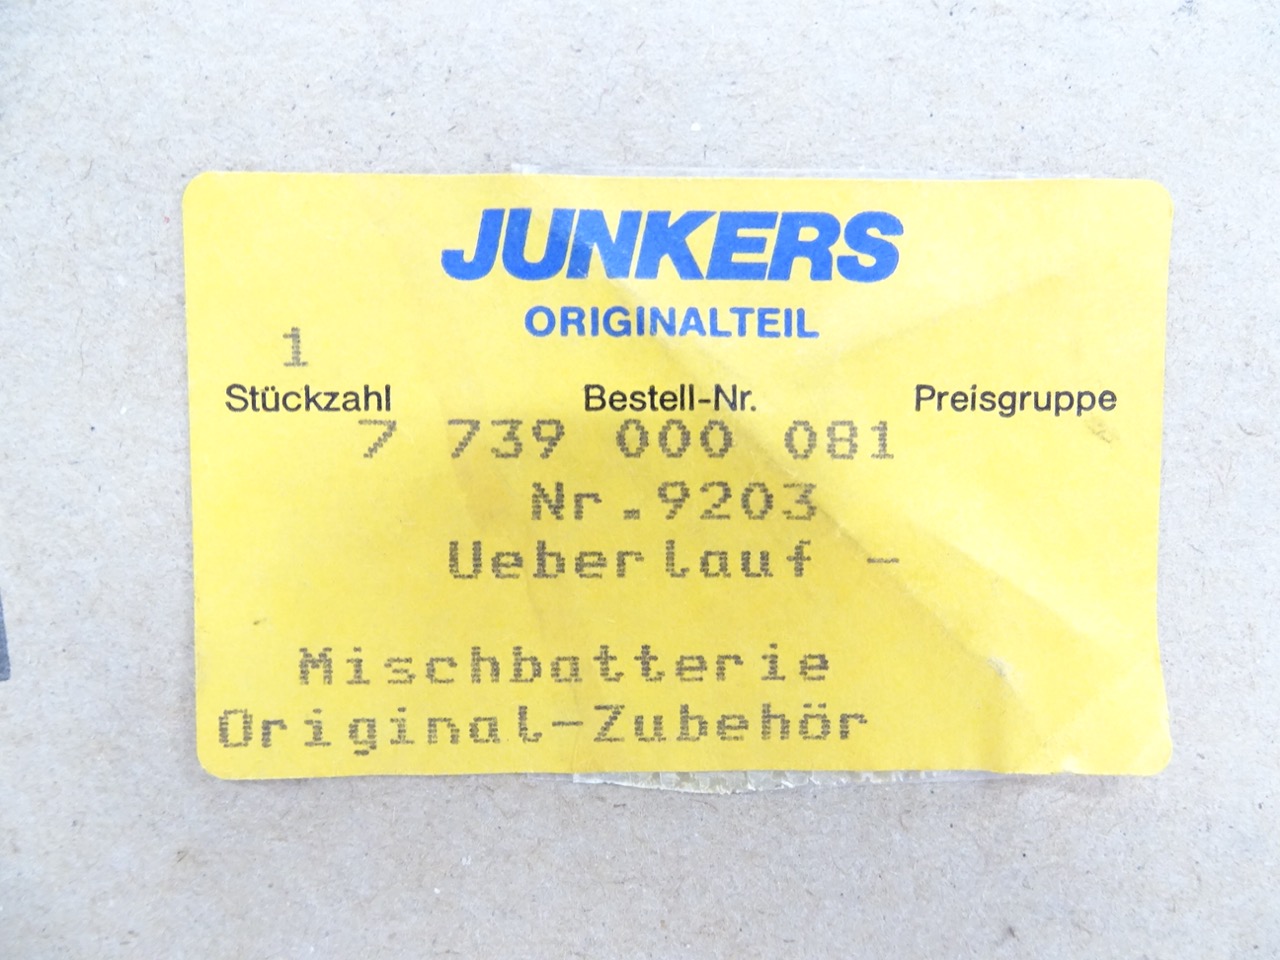 JUNKERS
ORIGINALTEIL
1
Stückzahl Bestell-Nr. Preisgruppe
7 739 000 081
Nr.9203
Ueberlauf -
Mischbatterie
Original-Zubehör